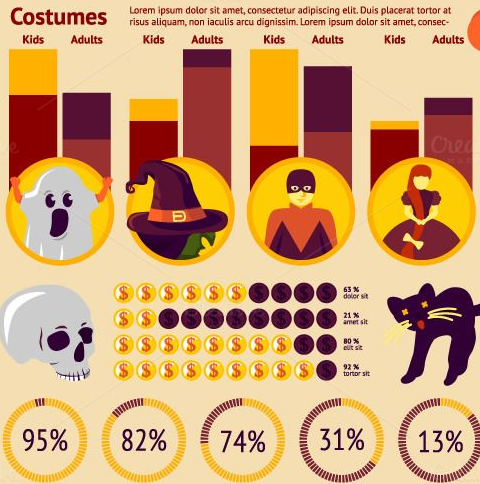 Costumes
Lorem ipsum dolor sit amet, consectetur adipiscing elit. Duis placerat tortor at
risus aliquam, non iaculis arcu dignissim. Lorem ipsum dolor sit amet, consec-
Kids Adults Kids Adults Kids Adults Kids Adults
$ $ $ $ $ $ $ $ $ $
63 %
dolor sit
$ $ $ $ $ $ $ $ $ $
21 %
amet sit
$ $ $ $ $ $ $ $ $ $
80 %
elit sit
$ $ $ $ $ $ $ $ $ $
92 %
tortor sit
95% 82% 74% 31% 13%